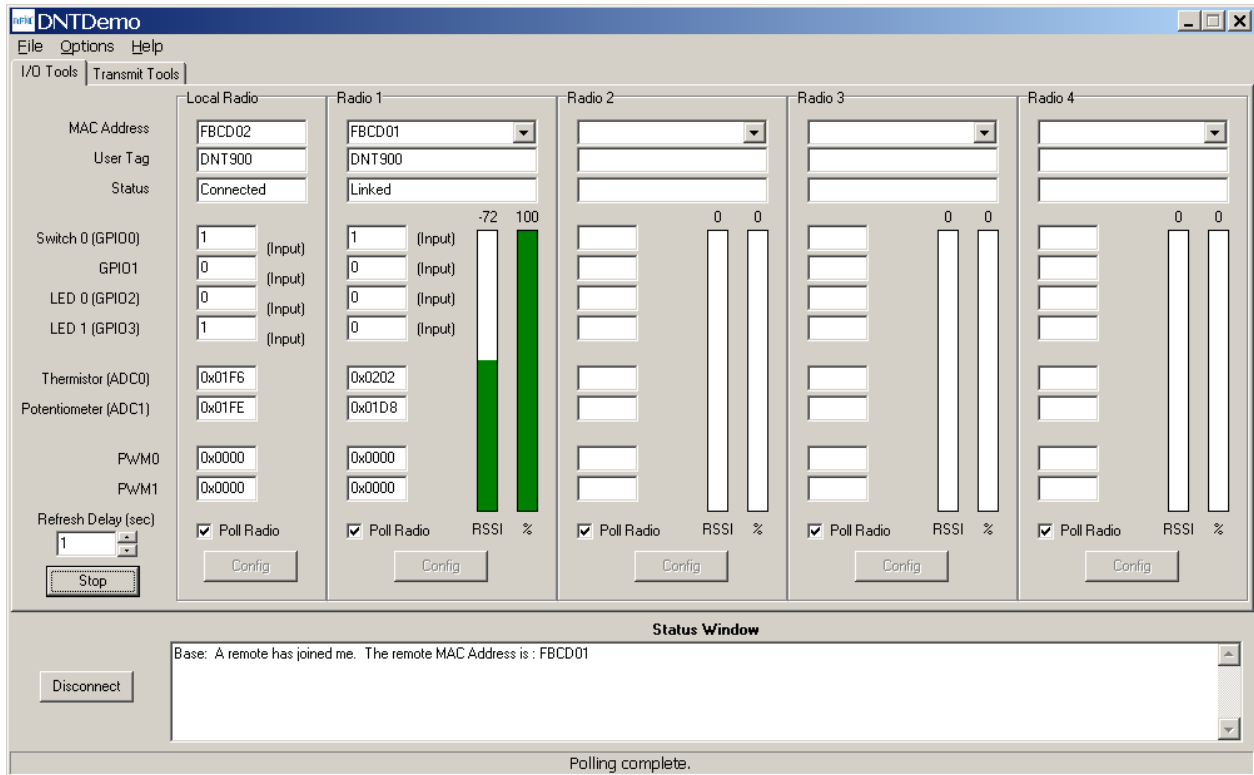 RFM DNTDemo
File Options Help
I/O Tools Transmit Tools
Local Radio Radio 1 Radio 2 Radio 3 Radio 4
MAC Address FBCD02 FBCD01
User Tag DNT900 DNT900
Status Connected Linked
-72 100 0 0 0 0 0 0
Switch 0 (GPIO0) 1 (Input) 1 (Input)
GPIO1 0 (Input) 0 (Input)
LED 0 (GPIO2) 0 (Input) 0 (Input)
LED 1 (GPIO3) 1 (Input) 0 (Input)
Thermistor (ADC0) 0x01F6 0x0202
Potentiometer (ADC1) 0x01FE 0x01D8
PWM0 0x0000 0x0000
PWM1 0x0000 0x0000
Refresh Delay (sec)
1 Poll Radio Poll Radio RSSI % Poll Radio RSSI % Poll Radio RSSI % Poll Radio RSSI %
Stop Config Config Config Config Config
Status Window
Base: A remote has joined me. The remote MAC Address is : FBCD01
Disconnect
Polling complete.